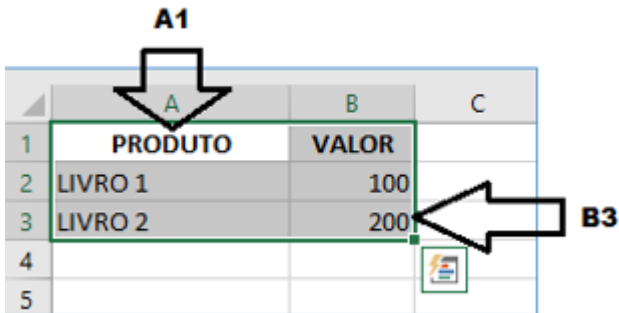 A1
A B C
1 PRODUTO VALOR
2 LIVRO 1 100
3 LIVRO 2 200
B3
4
5